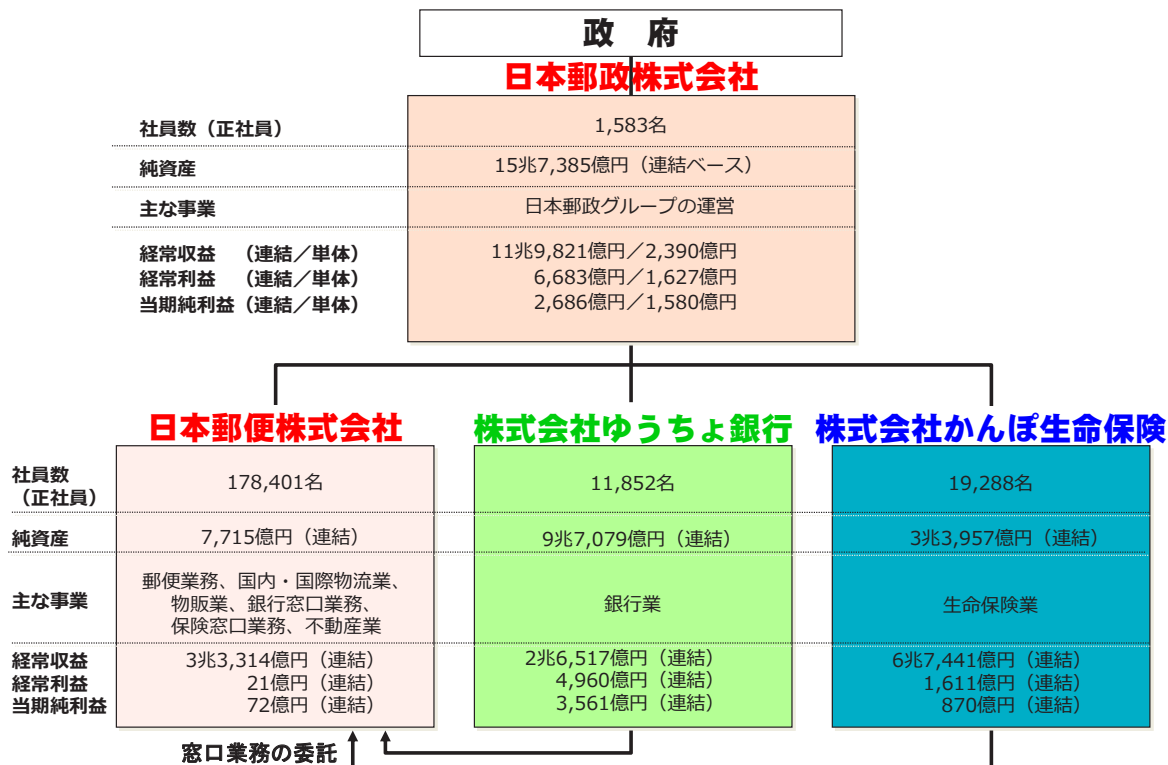 政　府
日本郵政株式会社
社員数（正社員）　1,583名
純資産　15兆7,385億円（連結ベース）
主な事業　日本郵政グループの運営
経常収益　（連結／単体）　11兆9,821億円／2,390億円
経常利益　（連結／単体）　6,683億円／1,627億円
当期純利益（連結／単体）　2,686億円／1,580億円
日本郵便株式会社　株式会社ゆうちょ銀行　株式会社かんぽ生命保険
社員数
（正社員）　178,401名　11,852名　19,288名
純資産　7,715億円（連結）　9兆7,079億円（連結）　3兆3,957億円（連結）
主な事業
郵便業務、国内・国際物流業、
物販業、銀行窓口業務、
保険窓口業務、不動産業
銀行業
生命保険業
経常収益　3兆3,314億円（連結）　2兆6,517億円（連結）　6兆7,441億円（連結）
経常利益　21億円（連結）　4,960億円（連結）　1,611億円（連結）
当期純利益　72億円（連結）　3,561億円（連結）　870億円（連結）
窓口業務の委託